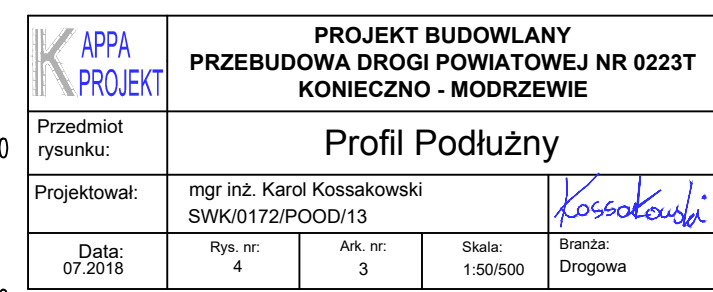 KAPPA
PROJEKT
PROJEKT BUDOWLANY
PRZEBUDOWA DROGI POWIATOWEJ NR 0223T
KONIECZNO - MODRZEWIE
Przedmiot
rysunku:
Profil Podłużny
Projektował:
mgr inż. Karol Kossakowski
SWK/0172/POOD/13
Kossakowski
Data:
07.2018
Rys. nr:
4
Ark. nr:
3
Skala:
1:50/500
Branża:
Drogowa